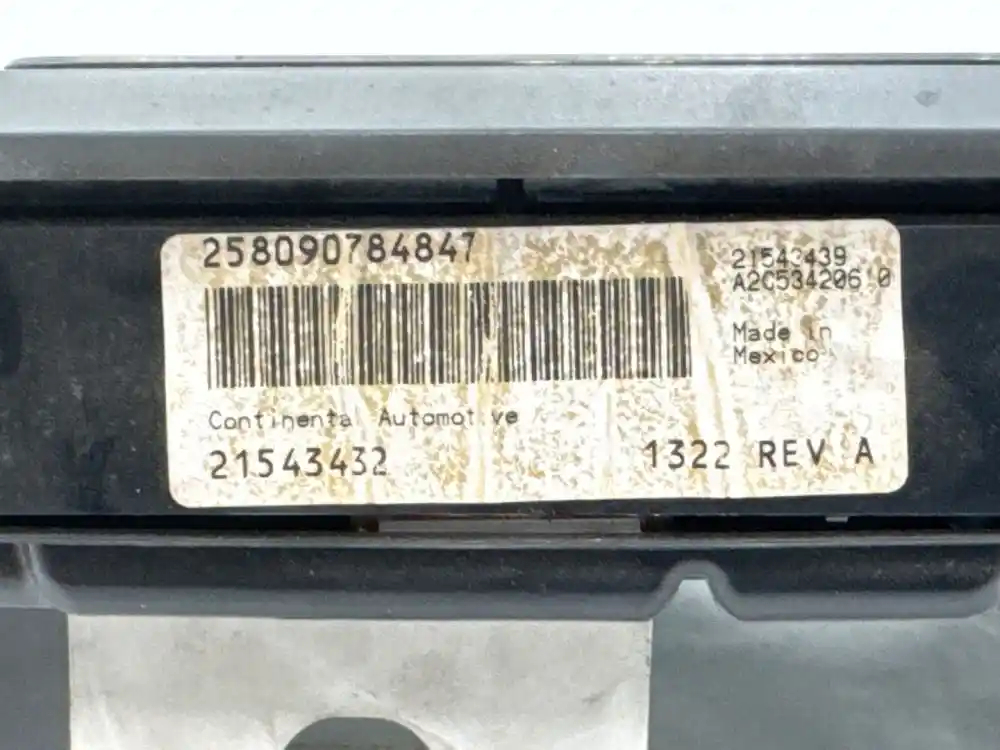 258090784847
21543439
A2C534206 0
Made in
Mexico
Continental Automotive
21543432
1322 REV A